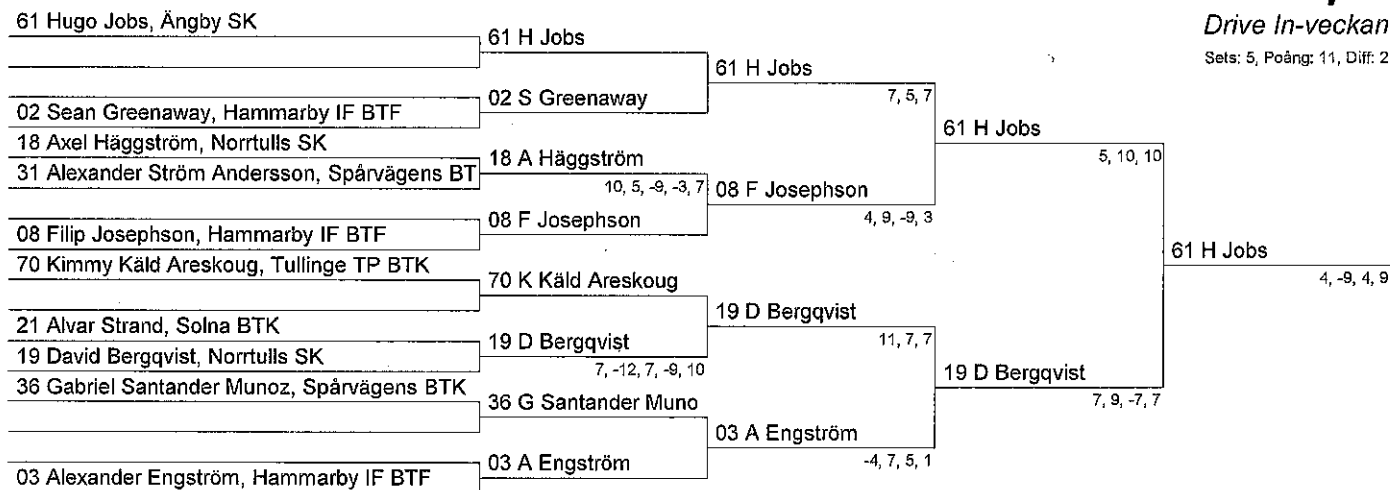 Drive In-veckan
Sets: 5, Poäng: 11, Diff: 2
61 Hugo Jobs, Ängby SK
02 Sean Greenaway, Hammarby IF BTF
18 Axel Häggström, Norrtulls SK
31 Alexander Ström Andersson, Spårvägens BT
08 Filip Josephson, Hammarby IF BTF
70 Kimmy Käld Areskoug, Tullinge TP BTK
21 Alvar Strand, Solna BTK
19 David Bergqvist, Norrtulls SK
36 Gabriel Santander Munoz, Spårvägens BTK
03 Alexander Engström, Hammarby IF BTF
61 H Jobs
02 S Greenaway
18 A Häggström
10, 5, -9, -3, 7
08 F Josephson
70 K Käld Areskoug
19 D Bergqvist
7, -12, 7, -9, 10
36 G Santander Muno
03 A Engström
61 H Jobs
7, 5, 7
08 F Josephson
4, 9, -9, 3
19 D Bergqvist
11, 7, 7
03 A Engström
-4, 7, 5, 1
61 H Jobs
5, 10, 10
19 D Bergqvist
7, 9, -7, 7
61 H Jobs
4, -9, 4, 9